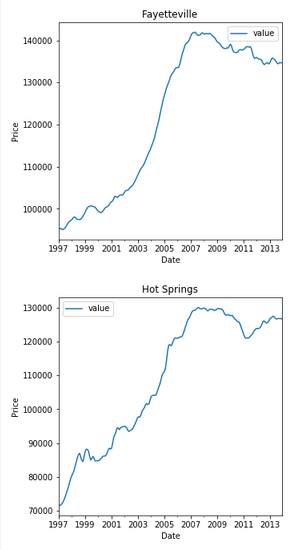 Fayetteville
value
140000
130000
120000
110000
100000
Price
1997 1999 2001 2003 2005 2007 2009 2011 2013
Date
Hot Springs
value
130000
120000
110000
100000
90000
80000
70000
Price
1997 1999 2001 2003 2005 2007 2009 2011 2013
Date